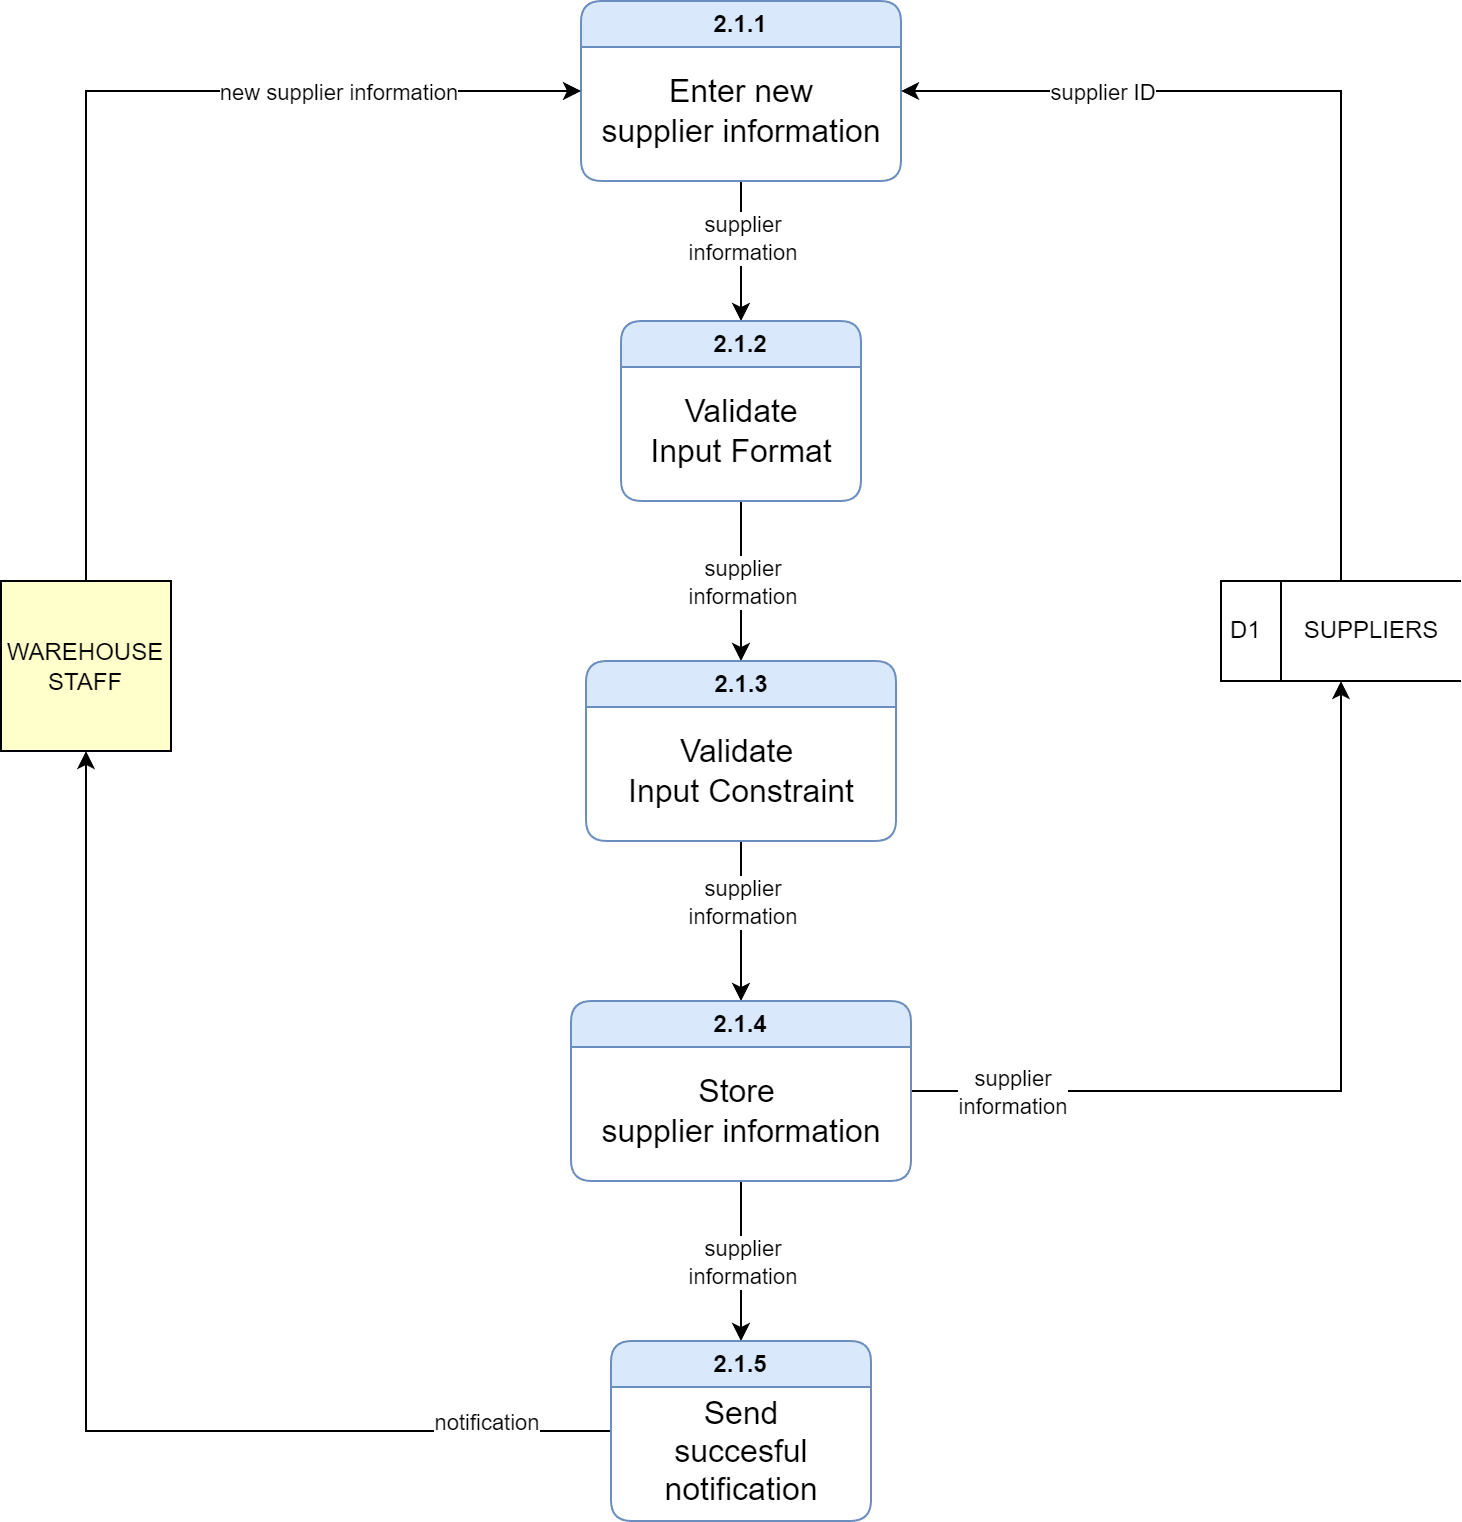 2.1.1
Enter new
supplier information
new supplier information
supplier ID
supplier
information
2.1.2
Validate
Input Format
supplier
information
WAREHOUSE
STAFF
D1
SUPPLIERS
2.1.3
Validate
Input Constraint
supplier
information
2.1.4
Store
supplier information
supplier
information
supplier
information
2.1.5
Send
succesful
notification
notification